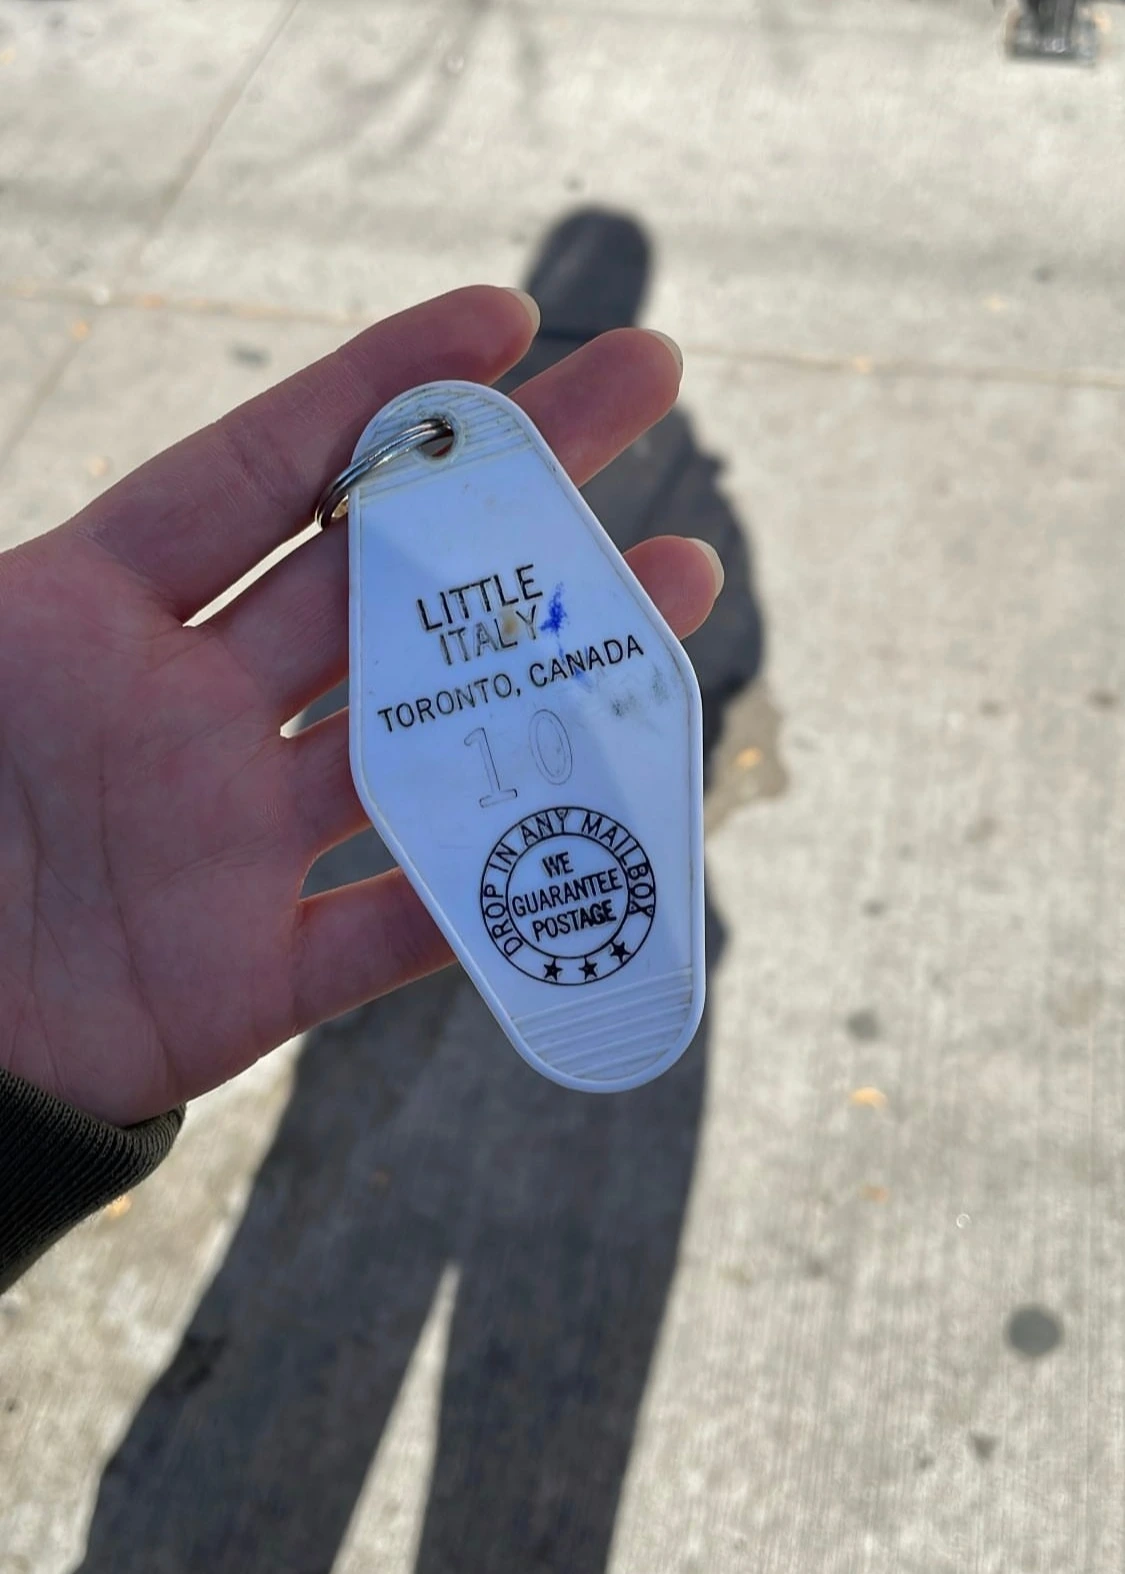 LITTLE
ITALY
TORONTO, CANADA
10
DROP IN ANY MAILBOX
WE
GUARANTEE
POSTAGE